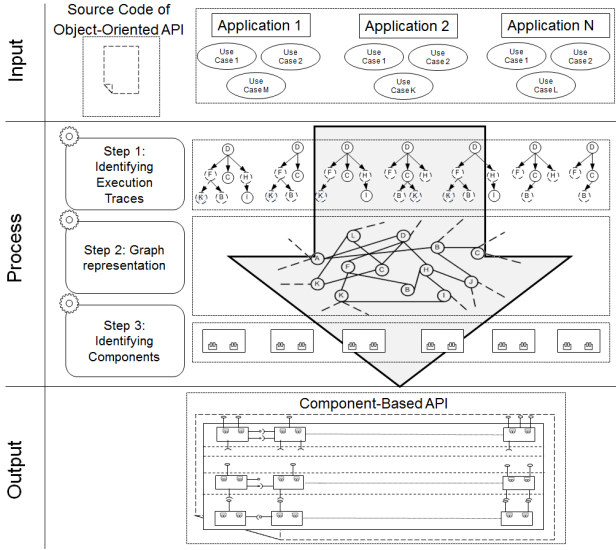 Input
Source Code of
Object-Oriented API
Application 1
Use
Case 1
Use
Case 2
Use
Case M
Application 2
Use
Case 1
Use
Case 2
Use
Case K
Application N
Use
Case 1
Use
Case 2
Use
Case L
Process
Step 1:
Identifying
Execution
Traces
D
F
C
H
K
B
I
D
F
C
K
B
D
F
C
H
K
I
D
F
C
H
B
K
D
F
H
K
B
I
D
C
H
I
D
F
C
B
Step 2: Graph
representation
L
D
A
B
C
F
C
H
K
B
J
K
I
Step 3:
Identifying
Components
Output
Component-Based API